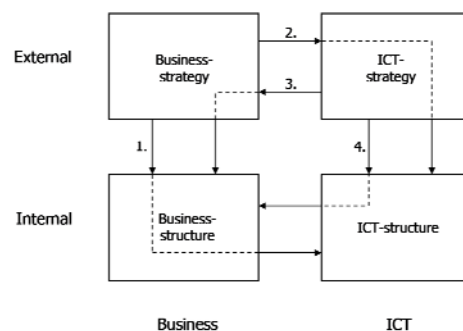 2.
External
Business-
strategy
ICT-
strategy
3.
1.
4.
Internal
Business-
structure
ICT-structure
Business
ICT